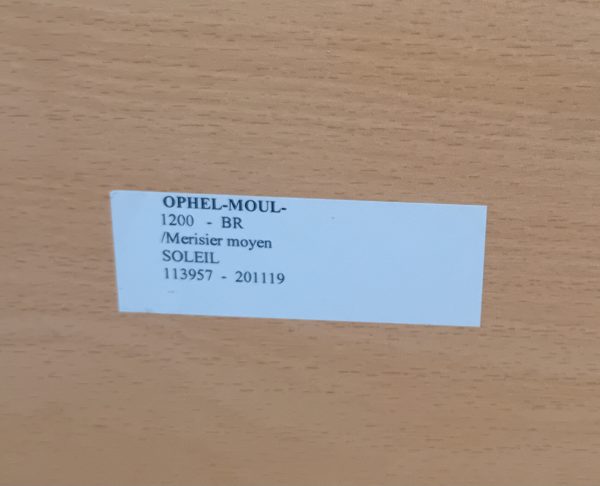 OPHEL-MOUL-
1200 - BR
/Merisier moyen
SOLEIL
113957 - 201119